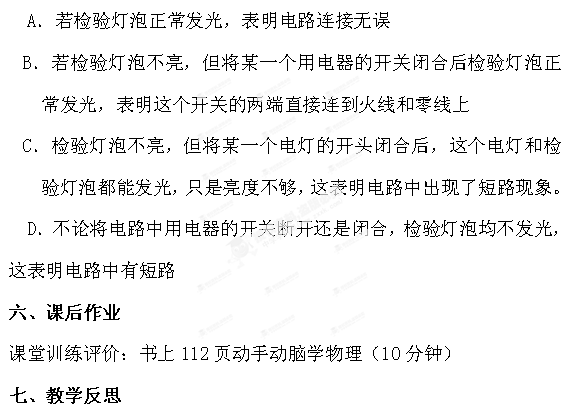 A．若检验灯泡正常发光，表明电路连接无误
B．若检验灯泡不亮，但将某一个用电器的开关闭合后检验灯泡正
常发光，表明这个开关的两端直接连到火线和零线上
C．检验灯泡不亮，但将某一个电灯的开头闭合后，这个电灯和检
验灯泡都能发光，只是亮度不够，这表明电路中出现了短路现象。
D．不论将电路中用电器的开关断开还是闭合，检验灯泡均不发光，
这表明电路中有短路
六、课后作业
课堂训练评价：书上 112 页动手动脑学物理（10 分钟）
七、教学反思